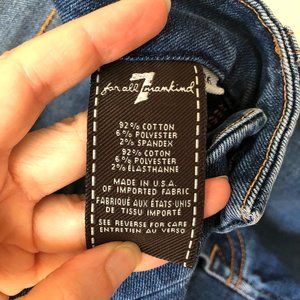 7
for all mankind
92% COTTON
6% POLYESTER
2% SPANDEX
92% COTON
6% POLYESTER
2% ÉLASTHANNE
MADE IN U.S.A.
OF IMPORTED FABRIC
FABRIQUÉ AUX ÉTATS-UNIS
DE TISSU IMPORTÉ
SEE REVERSE FOR CARE
ENTRETIEN AU VERSO